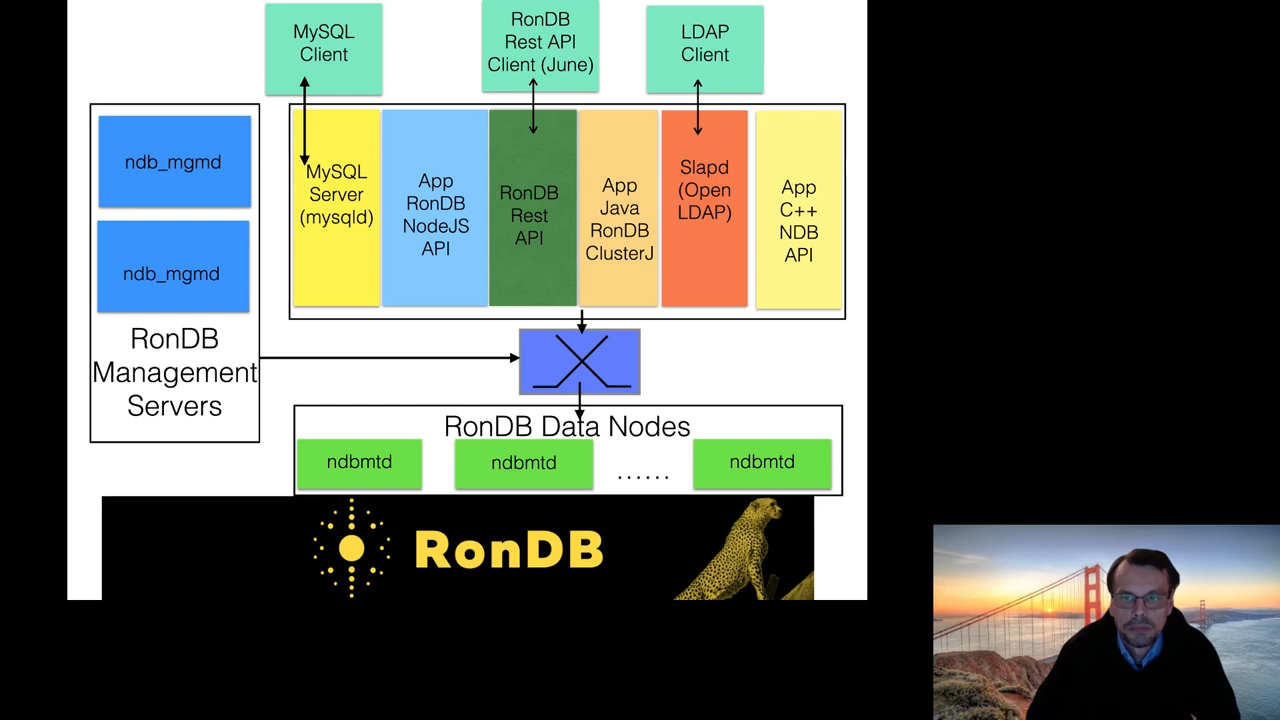 MySQL
Client
RonDB
Rest API
Client (June)
LDAP
Client
ndb_mgmd
ndb_mgmd
RonDB
Management
Servers
MySQL
Server
(mysqld)
App
RonDB
NodeJS
API
RonDB
Rest
API
App
Java
RonDB
ClusterJ
Slapd
(Open
LDAP)
App
C++
NDB
API
RonDB Data Nodes
ndbmtd
ndbmtd
......
ndbmtd
RonDB